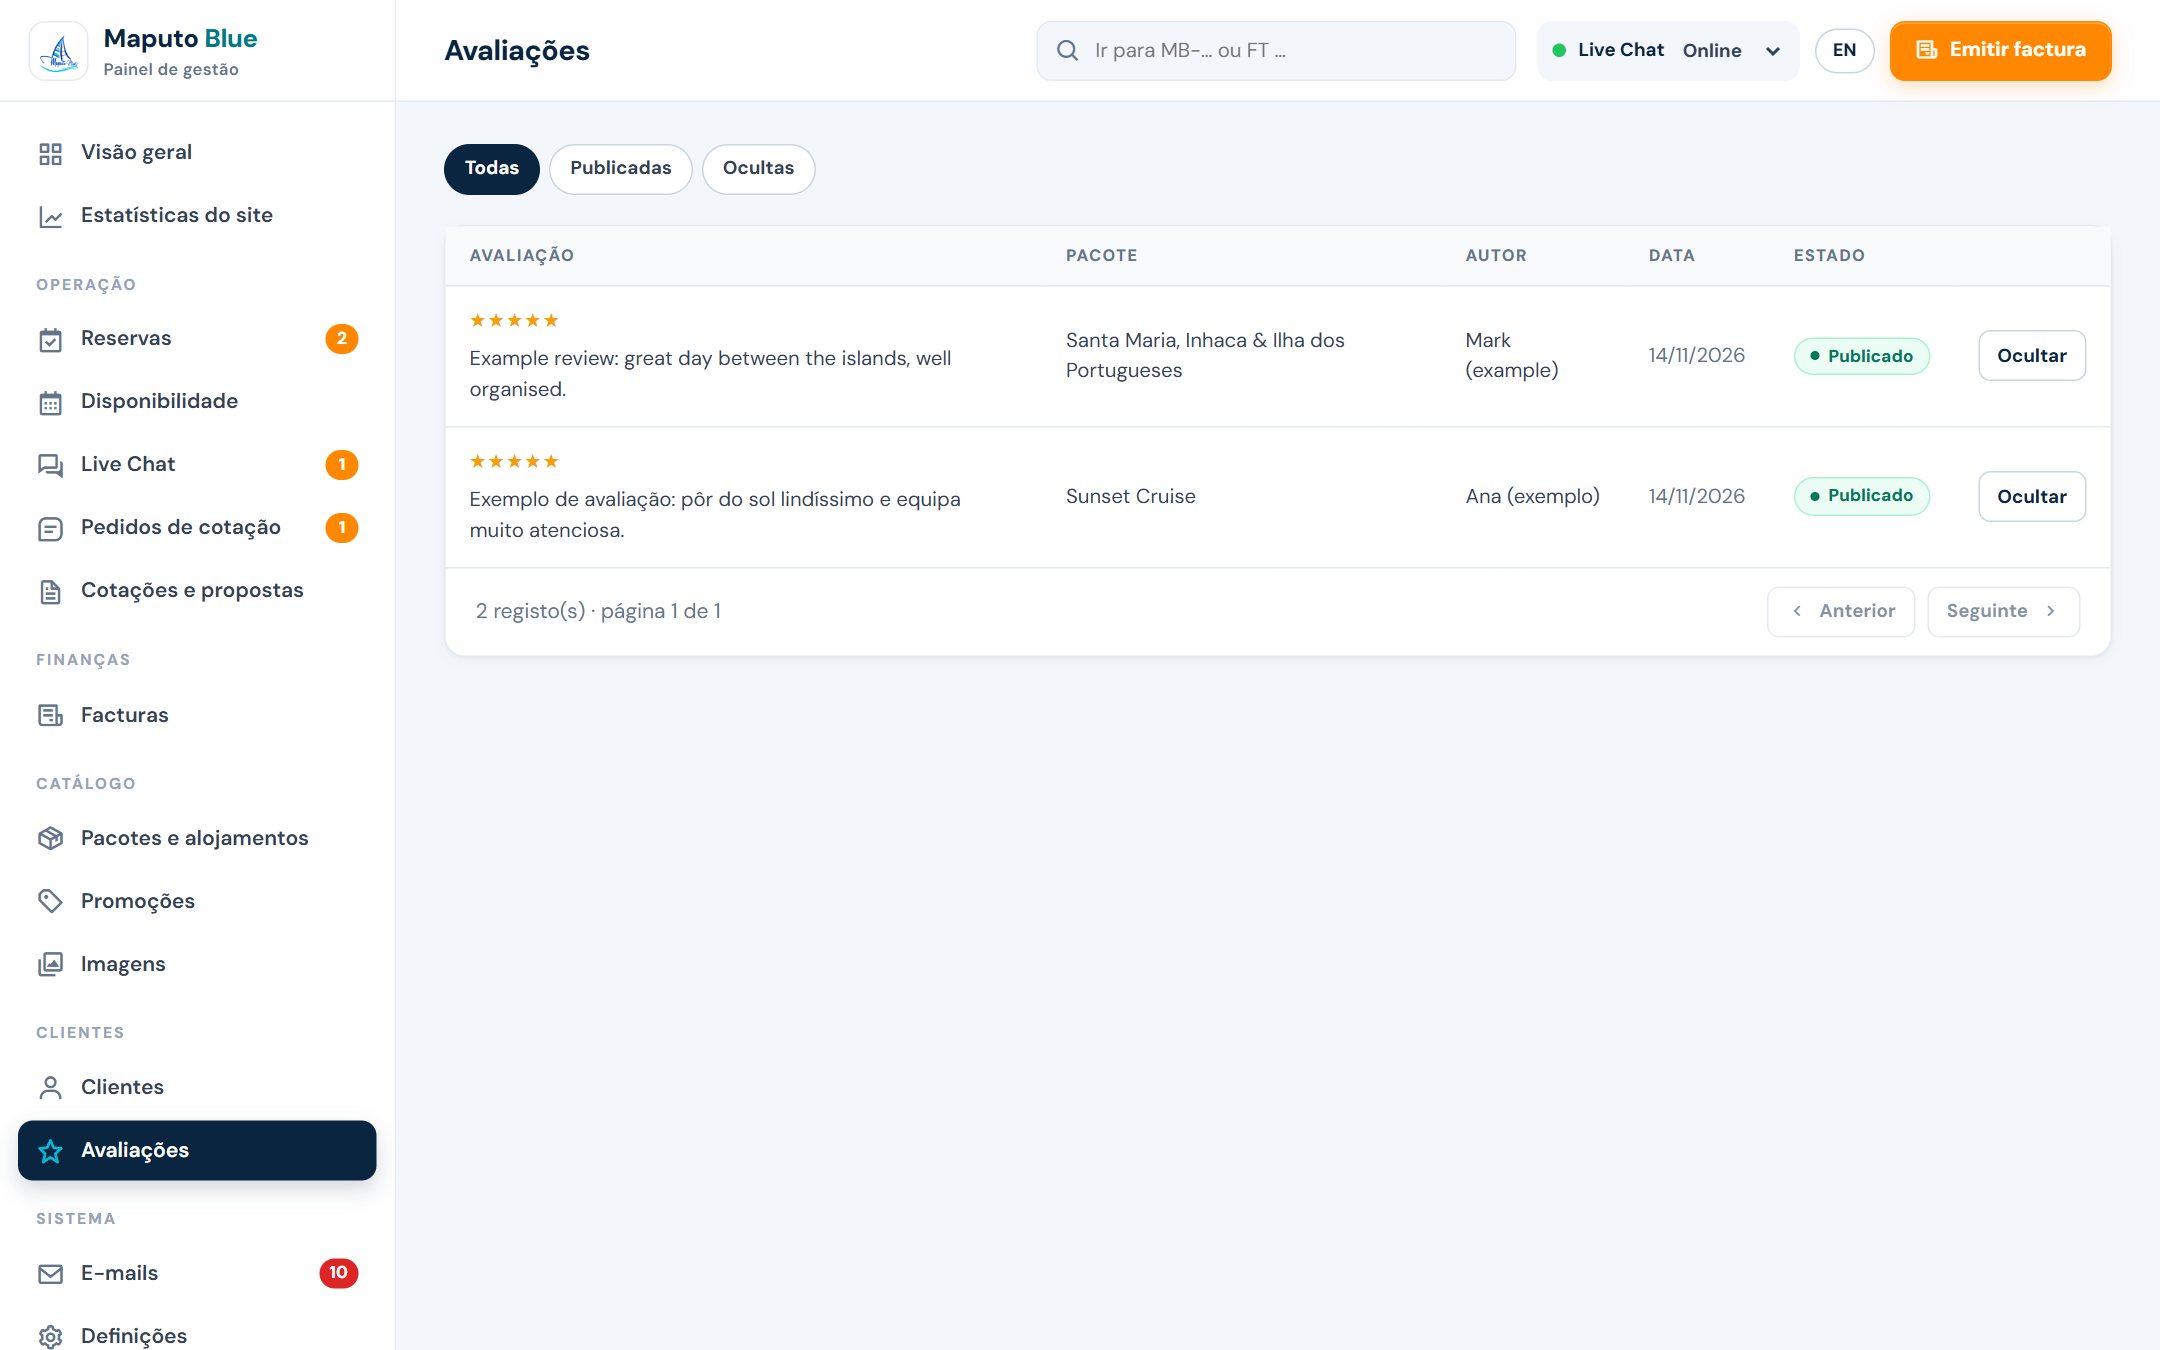 Maputo Blue
Painel de gestão
Avaliações
Ir para MB-... ou FT ...
Live Chat Online
EN
Emitir factura
Visão geral
Estatísticas do site
OPERAÇÃO
Reservas 2
Disponibilidade
Live Chat 1
Pedidos de cotação 1
Cotações e propostas
FINANÇAS
Facturas
CATÁLOGO
Pacotes e alojamentos
Promoções
Imagens
CLIENTES
Clientes
Avaliações
SISTEMA
E-mails 10
Definições
Todas Publicadas Ocultas
AVALIAÇÃO PACOTE AUTOR DATA ESTADO
★★★★★
Example review: great day between the islands, well
organised.
Santa Maria, Inhaca & Ilha dos
Portugueses
Mark
(example)
14/11/2026
Publicado
Ocultar
★★★★★
Exemplo de avaliação: pôr do sol lindíssimo e equipa
muito atenciosa.
Sunset Cruise
Ana (exemplo)
14/11/2026
Publicado
Ocultar
2 registo(s) · página 1 de 1
Anterior
Seguinte